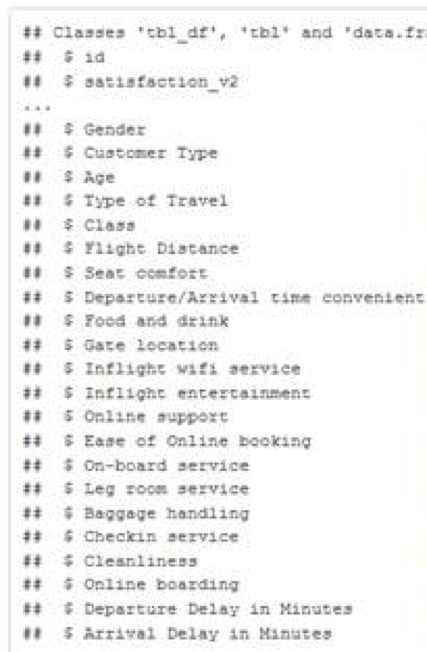 ## Classes 'tbl_df', 'tbl' and 'data.fra
## $ id
## $ satisfaction_v2
...
## $ Gender
## $ Customer Type
## $ Age
## $ Type of Travel
## $ Class
## $ Flight Distance
## $ Seat comfort
## $ Departure/Arrival time convenient
## $ Food and drink
## $ Gate location
## $ Inflight wifi service
## $ Inflight entertainment
## $ Online support
## $ Ease of Online booking
## $ On-board service
## $ Leg room service
## $ Baggage handling
## $ Checkin service
## $ Cleanliness
## $ Online boarding
## $ Departure Delay in Minutes
## $ Arrival Delay in Minutes